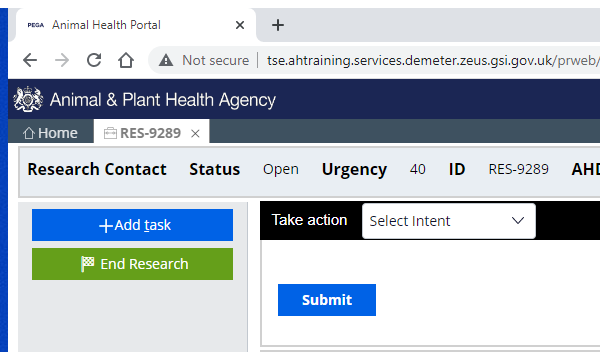 PEGA Animal Health Portal
Not secure tse.ahtraining.services.demeter.zeus.gsi.gov.uk/prweb/
Animal & Plant Health Agency
Home RES-9289
Research Contact Status Open Urgency 40 ID RES-9289 AHD
Add task Take action Select Intent
End Research
Submit